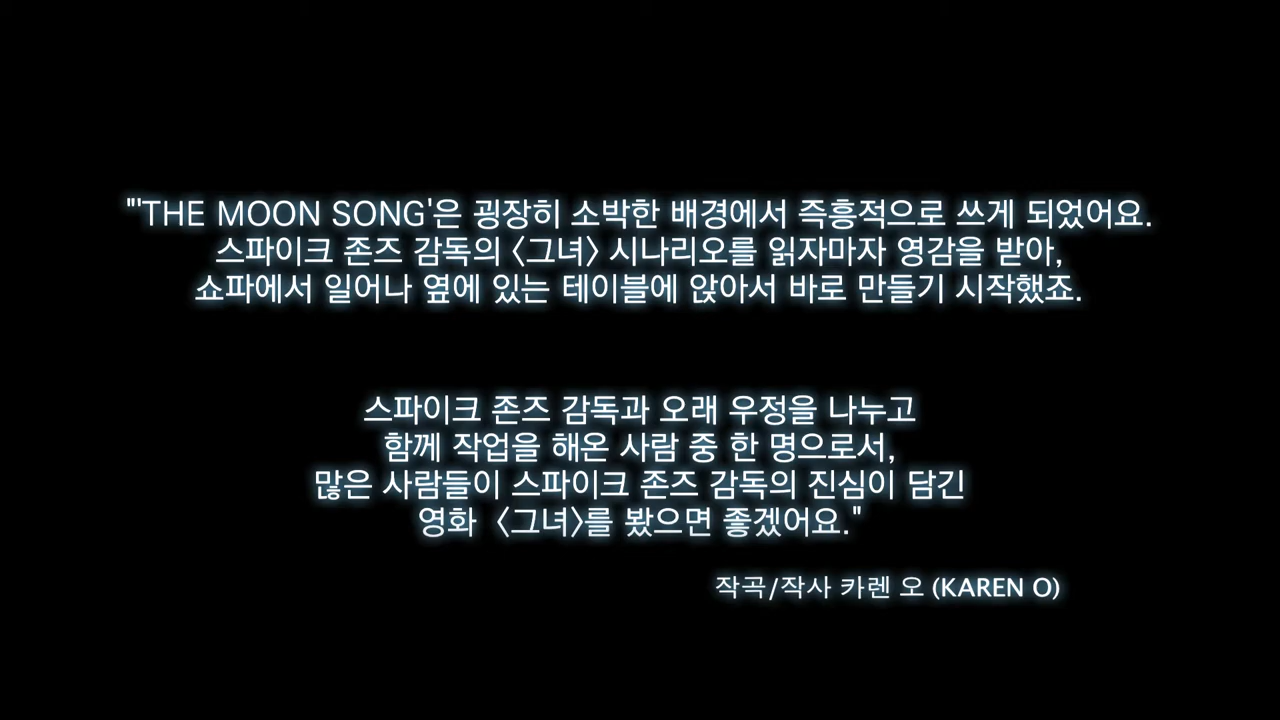 "'THE MOON SONG'은 굉장히 소박한 배경에서 즉흥적으로 쓰게 되었어요.
스파이크 존즈 감독의 〈그녀〉 시나리오를 읽자마자 영감을 받아,
쇼파에서 일어나 옆에 있는 테이블에 앉아서 바로 만들기 시작했죠.
스파이크 존즈 감독과 오래 우정을 나누고
함께 작업을 해온 사람 중 한 명으로서,
많은 사람들이 스파이크 존즈 감독의 진심이 담긴
영화 〈그녀〉를 봤으면 좋겠어요."
작곡/작사 카렌 오 (KAREN O)